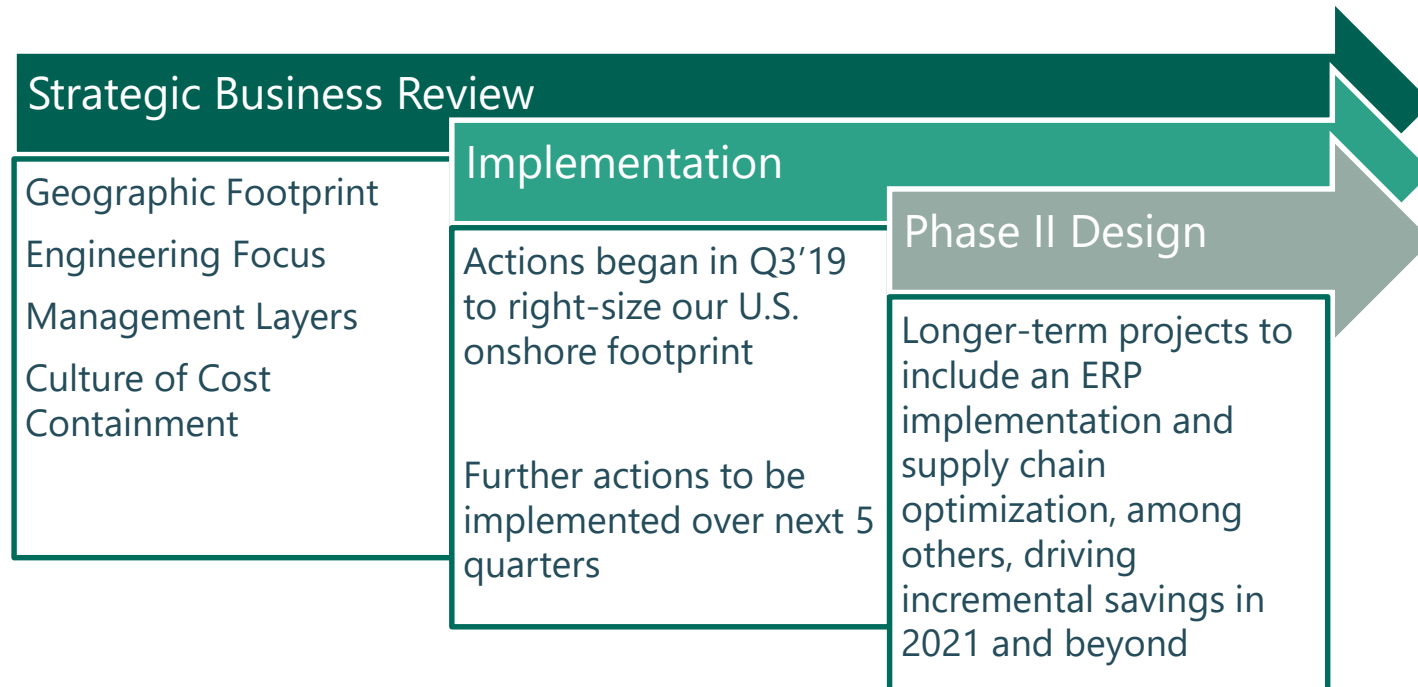 Strategic Business Review
Geographic Footprint
Engineering Focus
Management Layers
Culture of Cost
Containment
Implementation
Actions began in Q3’19
to right-size our U.S.
onshore footprint
Further actions to be
implemented over next 5
quarters
Phase II Design
Longer-term projects to
include an ERP
implementation and
supply chain
optimization, among
others, driving
incremental savings in
2021 and beyond